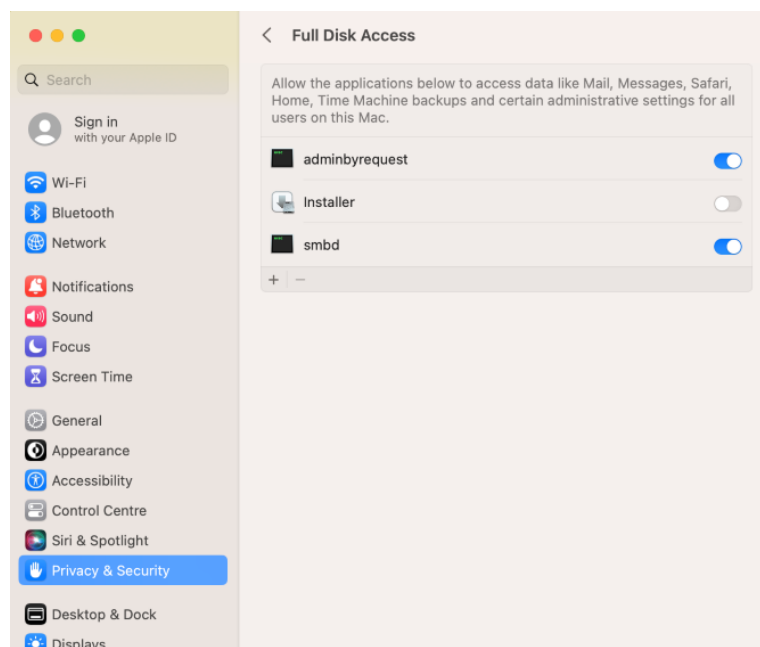 Full Disk Access
Search
Sign in
with your Apple ID
Wi-Fi
Bluetooth
Network
Notifications
Sound
Focus
Screen Time
General
Appearance
Accessibility
Control Centre
Siri & Spotlight
Privacy & Security
Desktop & Dock
Displays
Allow the applications below to access data like Mail, Messages, Safari,
Home, Time Machine backups and certain administrative settings for all
users on this Mac.
adminbyrequest
Installer
smbd